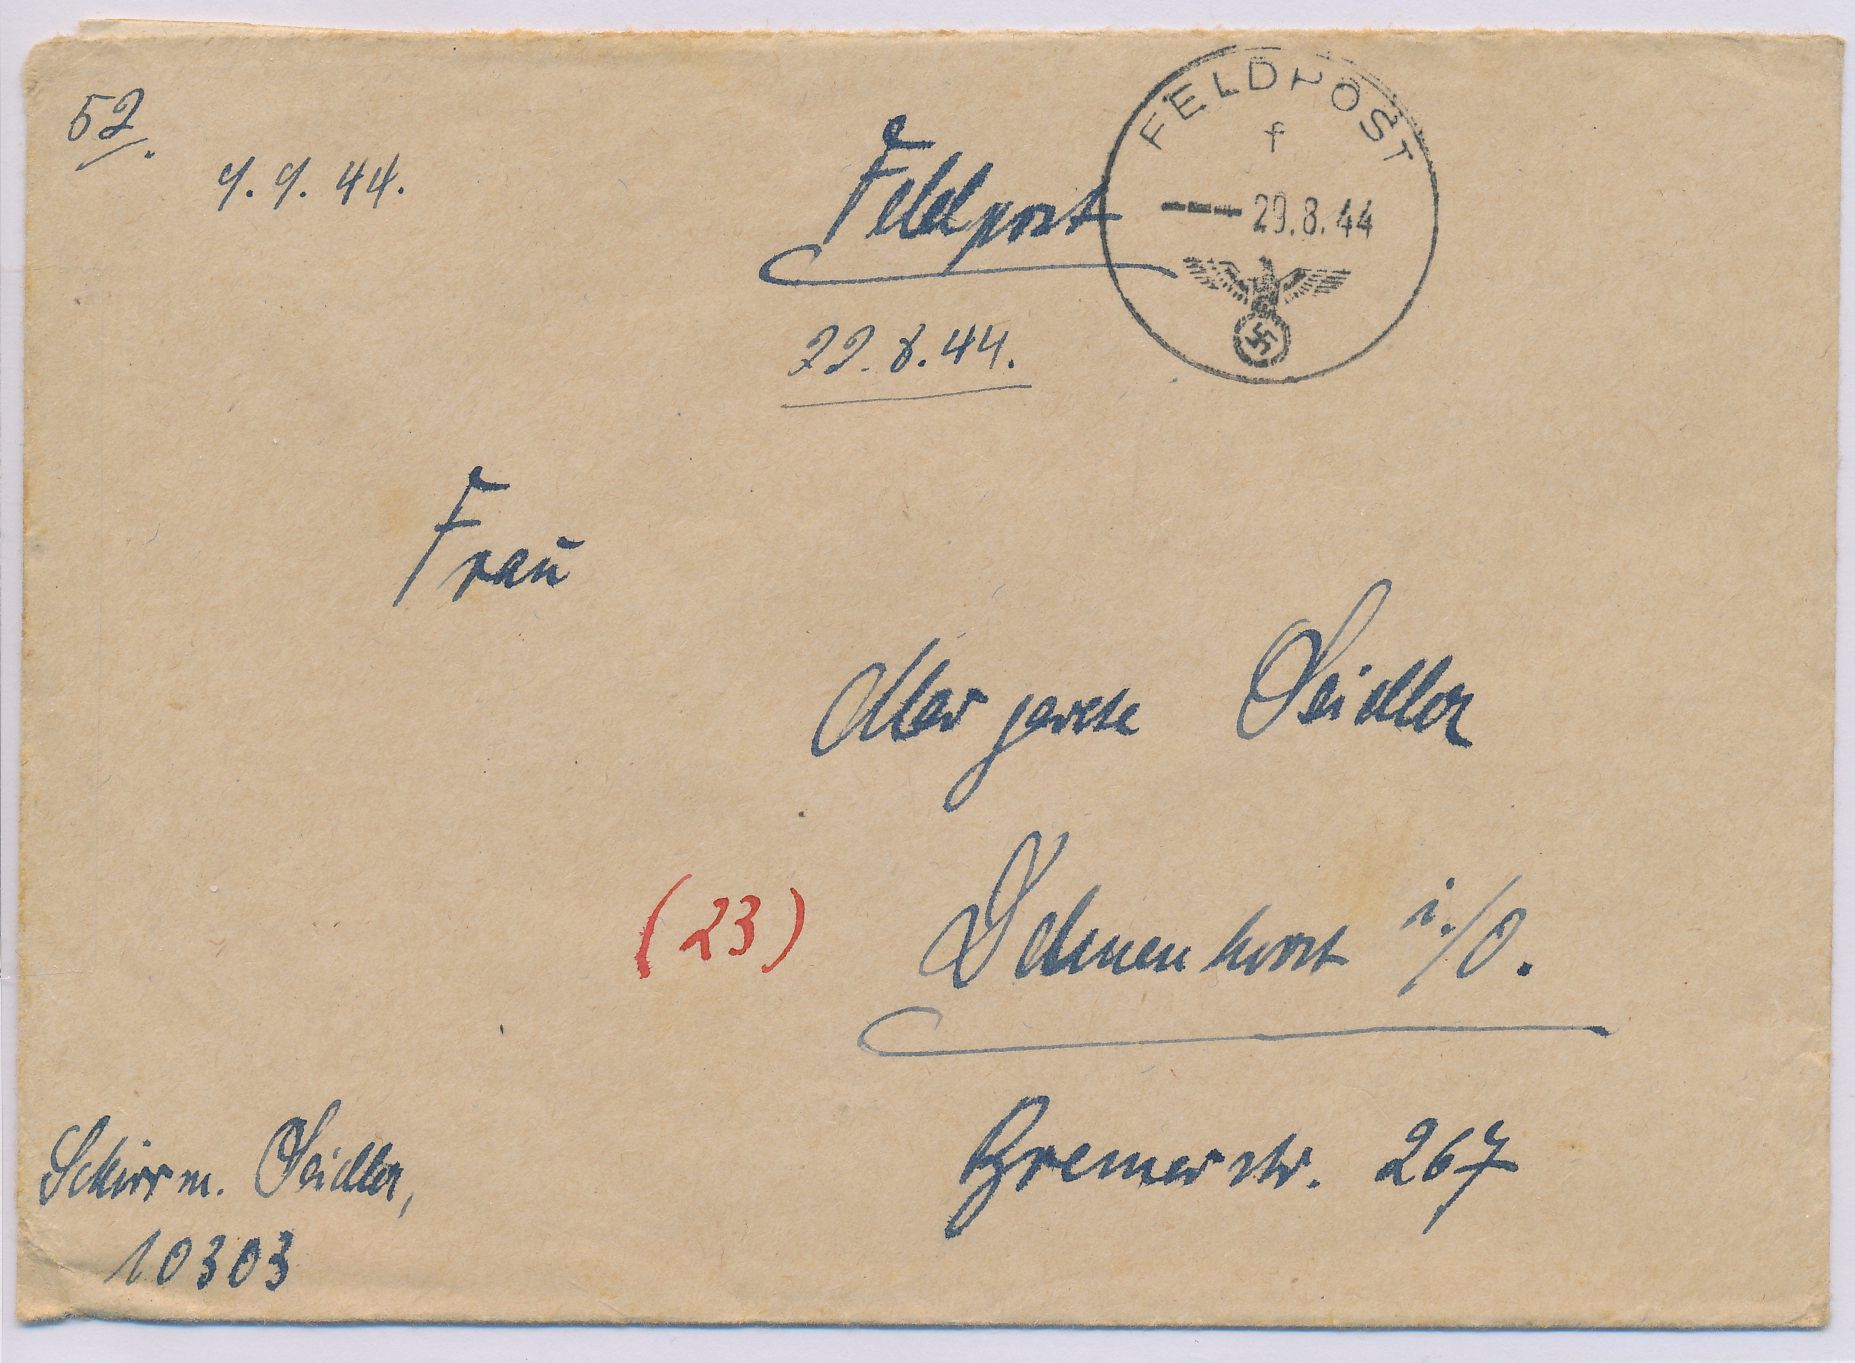 52.
9. 9. 44.
Feldpost
FELDPOST
f
29.8.44
22.8.44.
Frau
Margarete Seidler
(23) Delmenhorst i./O.
Bremerstr. 267
Schirrm. Seidler,
10303